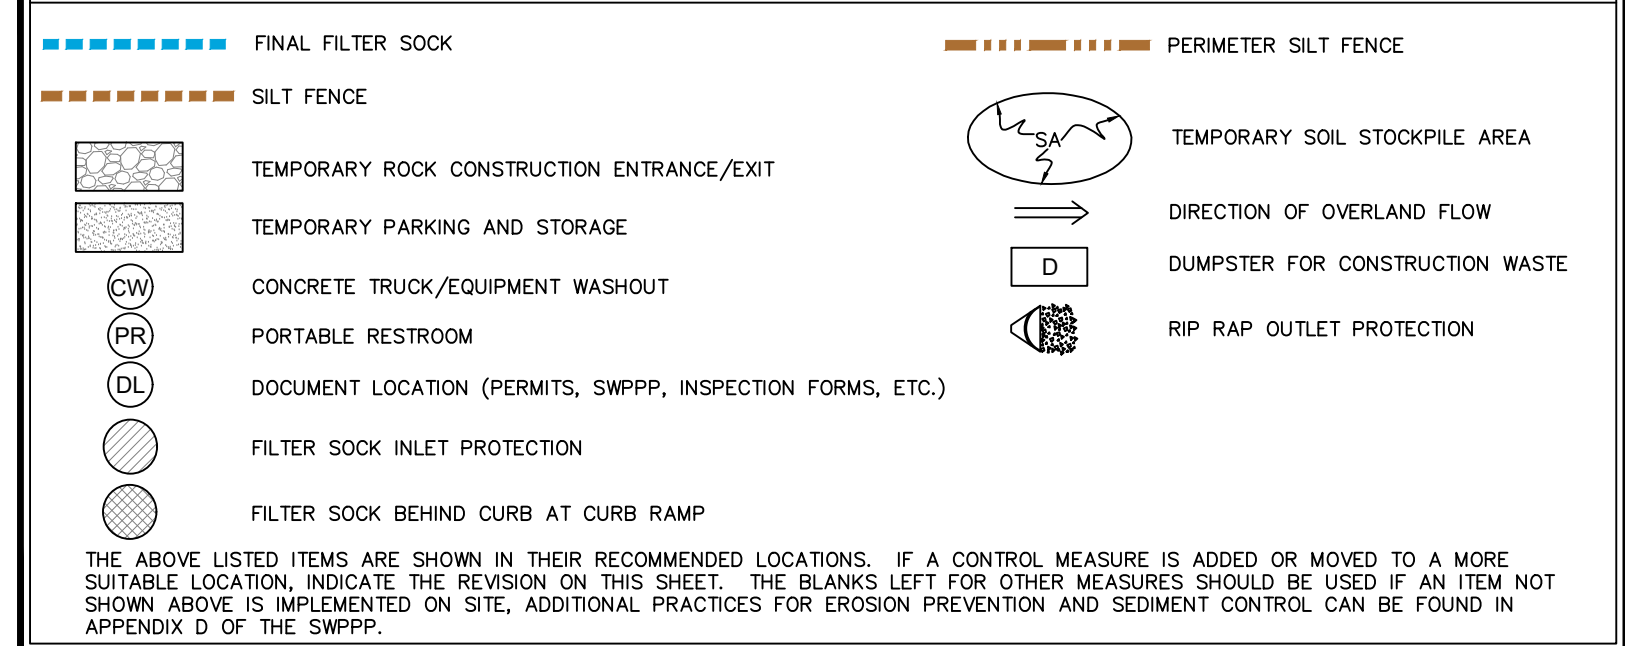 FINAL FILTER SOCK
SILT FENCE
TEMPORARY ROCK CONSTRUCTION ENTRANCE/EXIT
TEMPORARY PARKING AND STORAGE
CW CONCRETE TRUCK/EQUIPMENT WASHOUT
PR PORTABLE RESTROOM
DL DOCUMENT LOCATION (PERMITS, SWPPP, INSPECTION FORMS, ETC.)
FILTER SOCK INLET PROTECTION
FILTER SOCK BEHIND CURB AT CURB RAMP
PERIMETER SILT FENCE
SA TEMPORARY SOIL STOCKPILE AREA
DIRECTION OF OVERLAND FLOW
D DUMPSTER FOR CONSTRUCTION WASTE
RIP RAP OUTLET PROTECTION
THE ABOVE LISTED ITEMS ARE SHOWN IN THEIR RECOMMENDED LOCATIONS. IF A CONTROL MEASURE IS ADDED OR MOVED TO A MORE
SUITABLE LOCATION, INDICATE THE REVISION ON THIS SHEET. THE BLANKS LEFT FOR OTHER MEASURES SHOULD BE USED IF AN ITEM NOT
SHOWN ABOVE IS IMPLEMENTED ON SITE, ADDITIONAL PRACTICES FOR EROSION PREVENTION AND SEDIMENT CONTROL CAN BE FOUND IN
APPENDIX D OF THE SWPPP.